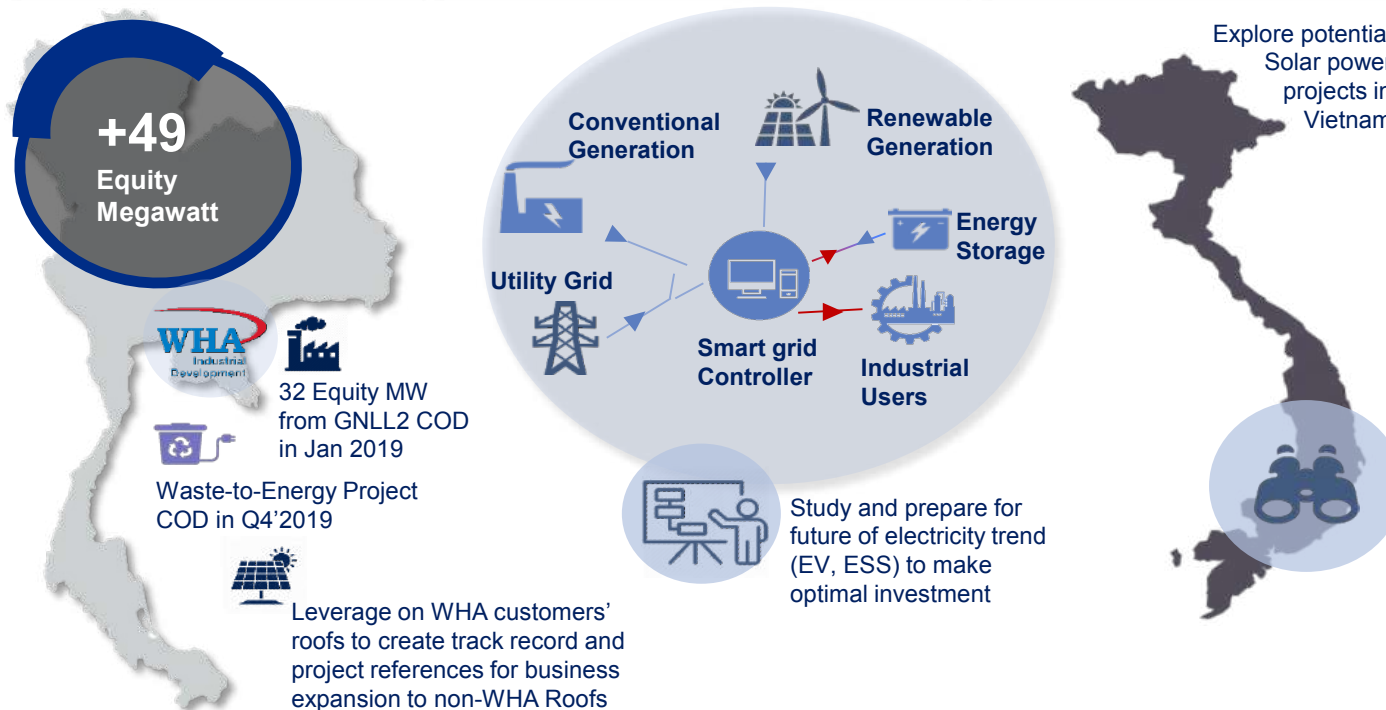 +49
Equity
Megawatt
WHA
Industrial
Development
32 Equity MW
from GNLL2 COD
in Jan 2019
Waste-to-Energy Project
COD in Q4’2019
Leverage on WHA customers’
roofs to create track record and
project references for business
expansion to non-WHA Roofs
Conventional
Generation
Renewable
Generation
Utility Grid
Energy
Storage
Smart grid
Controller
Industrial
Users
Study and prepare for
future of electricity trend
(EV, ESS) to make
optimal investment
Explore potentia
Solar power
projects in
Vietnam